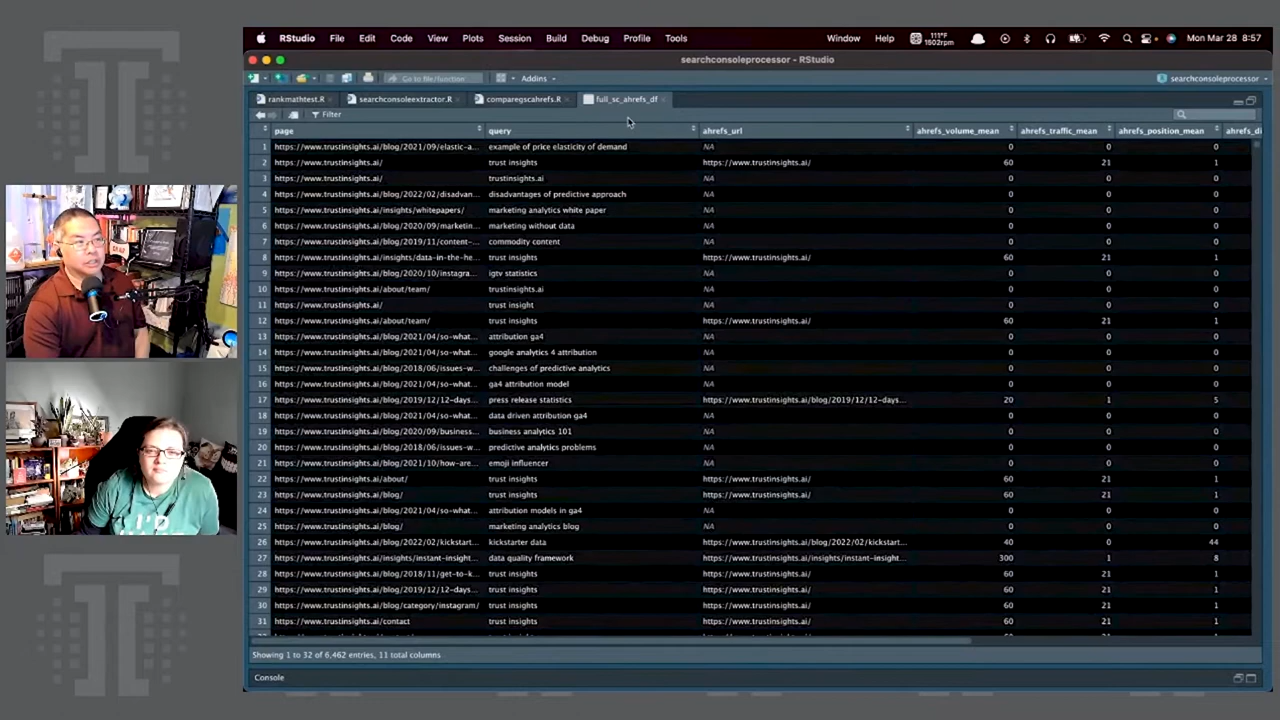 RStudio File Edit Code View Plots Session Build Debug Profile Tools Window Help 111°F 1502rpm Mon Mar 28 8:57
searchconsoleprocessor - RStudio
Go to file/function Addins searchconsoleprocessor
rankmathtest.R searchconsoleextractor.R comparegscahrefs.R full_sc_ahrefs_df
Filter
page query ahrefs_url ahrefs_volume_mean ahrefs_traffic_mean ahrefs_position_mean ahrefs_di
1 https://www.trustinsights.ai/blog/2021/09/elastic-a... example of price elasticity of demand NA 0 0 0
2 https://www.trustinsights.ai/ trust insights https://www.trustinsights.ai/ 60 21 1
3 https://www.trustinsights.ai/ trustinsights.ai NA 0 0 0
4 https://www.trustinsights.ai/blog/2022/02/disadvan... disadvantages of predictive approach NA 0 0 0
5 https://www.trustinsights.ai/insights/whitepapers/ marketing analytics white paper NA 0 0 0
6 https://www.trustinsights.ai/blog/2020/09/marketin... marketing without data NA 0 0 0
7 https://www.trustinsights.ai/blog/2019/11/content-... commodity content NA 0 0 0
8 https://www.trustinsights.ai/insights/data-in-the-he... trust insights https://www.trustinsights.ai/ 60 21 1
9 https://www.trustinsights.ai/blog/2020/10/instagra... igtv statistics NA 0 0 0
10 https://www.trustinsights.ai/about/team/ trustinsights.ai NA 0 0 0
11 https://www.trustinsights.ai/ trust insight NA 0 0 0
12 https://www.trustinsights.ai/about/team/ trust insights https://www.trustinsights.ai/ 60 21 1
13 https://www.trustinsights.ai/blog/2021/04/so-what... attribution ga4 NA 0 0 0
14 https://www.trustinsights.ai/blog/2021/04/so-what... google analytics 4 attribution NA 0 0 0
15 https://www.trustinsights.ai/blog/2018/06/issues-w... challenges of predictive analytics NA 0 0 0
16 https://www.trustinsights.ai/blog/2021/04/so-what... ga4 attribution model NA 0 0 0
17 https://www.trustinsights.ai/blog/2019/12/12-days... press release statistics https://www.trustinsights.ai/blog/2019/12/12-days... 20 1 5
18 https://www.trustinsights.ai/blog/2021/04/so-what... data driven attribution ga4 NA 0 0 0
19 https://www.trustinsights.ai/blog/2020/09/business... business analytics 101 NA 0 0 0
20 https://www.trustinsights.ai/blog/2018/06/issues-w... predictive analytics problems NA 0 0 0
21 https://www.trustinsights.ai/blog/2021/10/how-are... emoji influencer NA 0 0 0
22 https://www.trustinsights.ai/about/ trust insights https://www.trustinsights.ai/ 60 21 1
23 https://www.trustinsights.ai/blog/ trust insights https://www.trustinsights.ai/ 60 21 1
24 https://www.trustinsights.ai/blog/2021/04/so-what... attribution models in ga4 NA 0 0 0
25 https://www.trustinsights.ai/blog/ marketing analytics blog NA 0 0 0
26 https://www.trustinsights.ai/blog/2022/02/kickstart... kickstarter data https://www.trustinsights.ai/blog/2022/02/kickstart... 40 0 44
27 https://www.trustinsights.ai/insights/instant-insight... data quality framework https://www.trustinsights.ai/insights/instant-insight... 300 1 8
28 https://www.trustinsights.ai/blog/2018/11/get-to-k... trust insights https://www.trustinsights.ai/ 60 21 1
29 https://www.trustinsights.ai/blog/2019/12/12-days... trust insights https://www.trustinsights.ai/ 60 21 1
30 https://www.trustinsights.ai/blog/category/instagram/ trust insights https://www.trustinsights.ai/ 60 21 1
31 https://www.trustinsights.ai/contact trust insights https://www.trustinsights.ai/ 60 21 1
Showing 1 to 32 of 6,462 entries, 11 total columns
Console
I'D